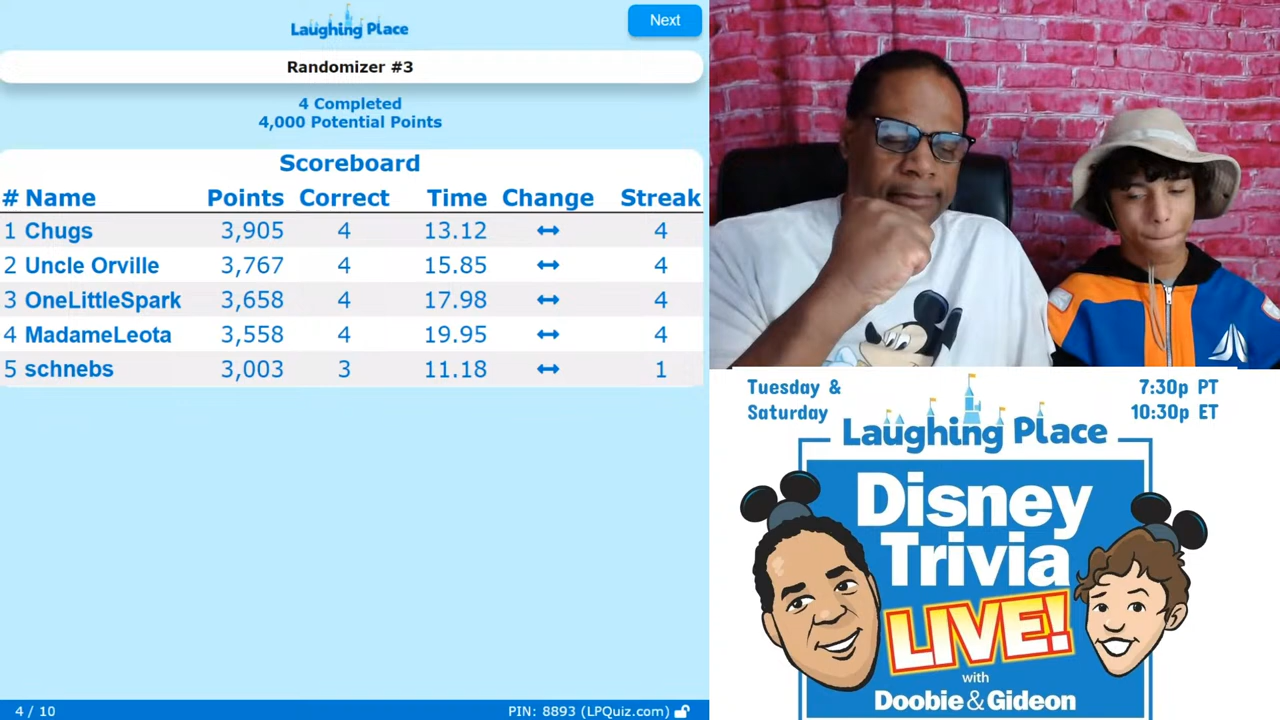 Laughing Place
Next
Randomizer #3
4 Completed
4,000 Potential Points
Scoreboard
# Name Points Correct Time Change Streak
1 Chugs 3,905 4 13.12 ↔ 4
2 Uncle Orville 3,767 4 15.85 ↔ 4
3 OneLittleSpark 3,658 4 17.98 ↔ 4
4 MadameLeota 3,558 4 19.95 ↔ 4
5 schnebs 3,003 3 11.18 ↔ 1
4 / 10
PIN: 8893 (LPQuiz.com)
Tuesday &
Saturday
7:30p PT
10:30p ET
Laughing Place
Disney
Trivia
LIVE!
with
Doobie & Gideon